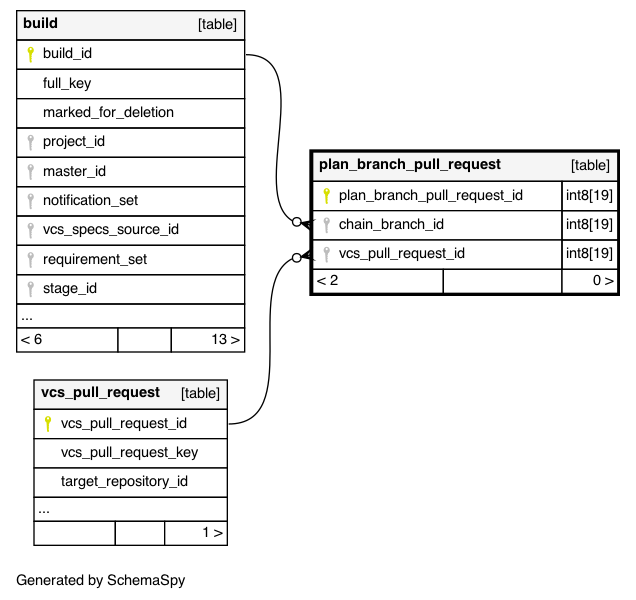 build [table]
build_id
full_key
marked_for_deletion
project_id
master_id
notification_set
vcs_specs_source_id
requirement_set
stage_id
...
< 6 13 >
plan_branch_pull_request [table]
plan_branch_pull_request_id int8[19]
chain_branch_id int8[19]
vcs_pull_request_id int8[19]
< 2 0 >
vcs_pull_request [table]
vcs_pull_request_id
vcs_pull_request_key
target_repository_id
...
1 >
Generated by SchemaSpy